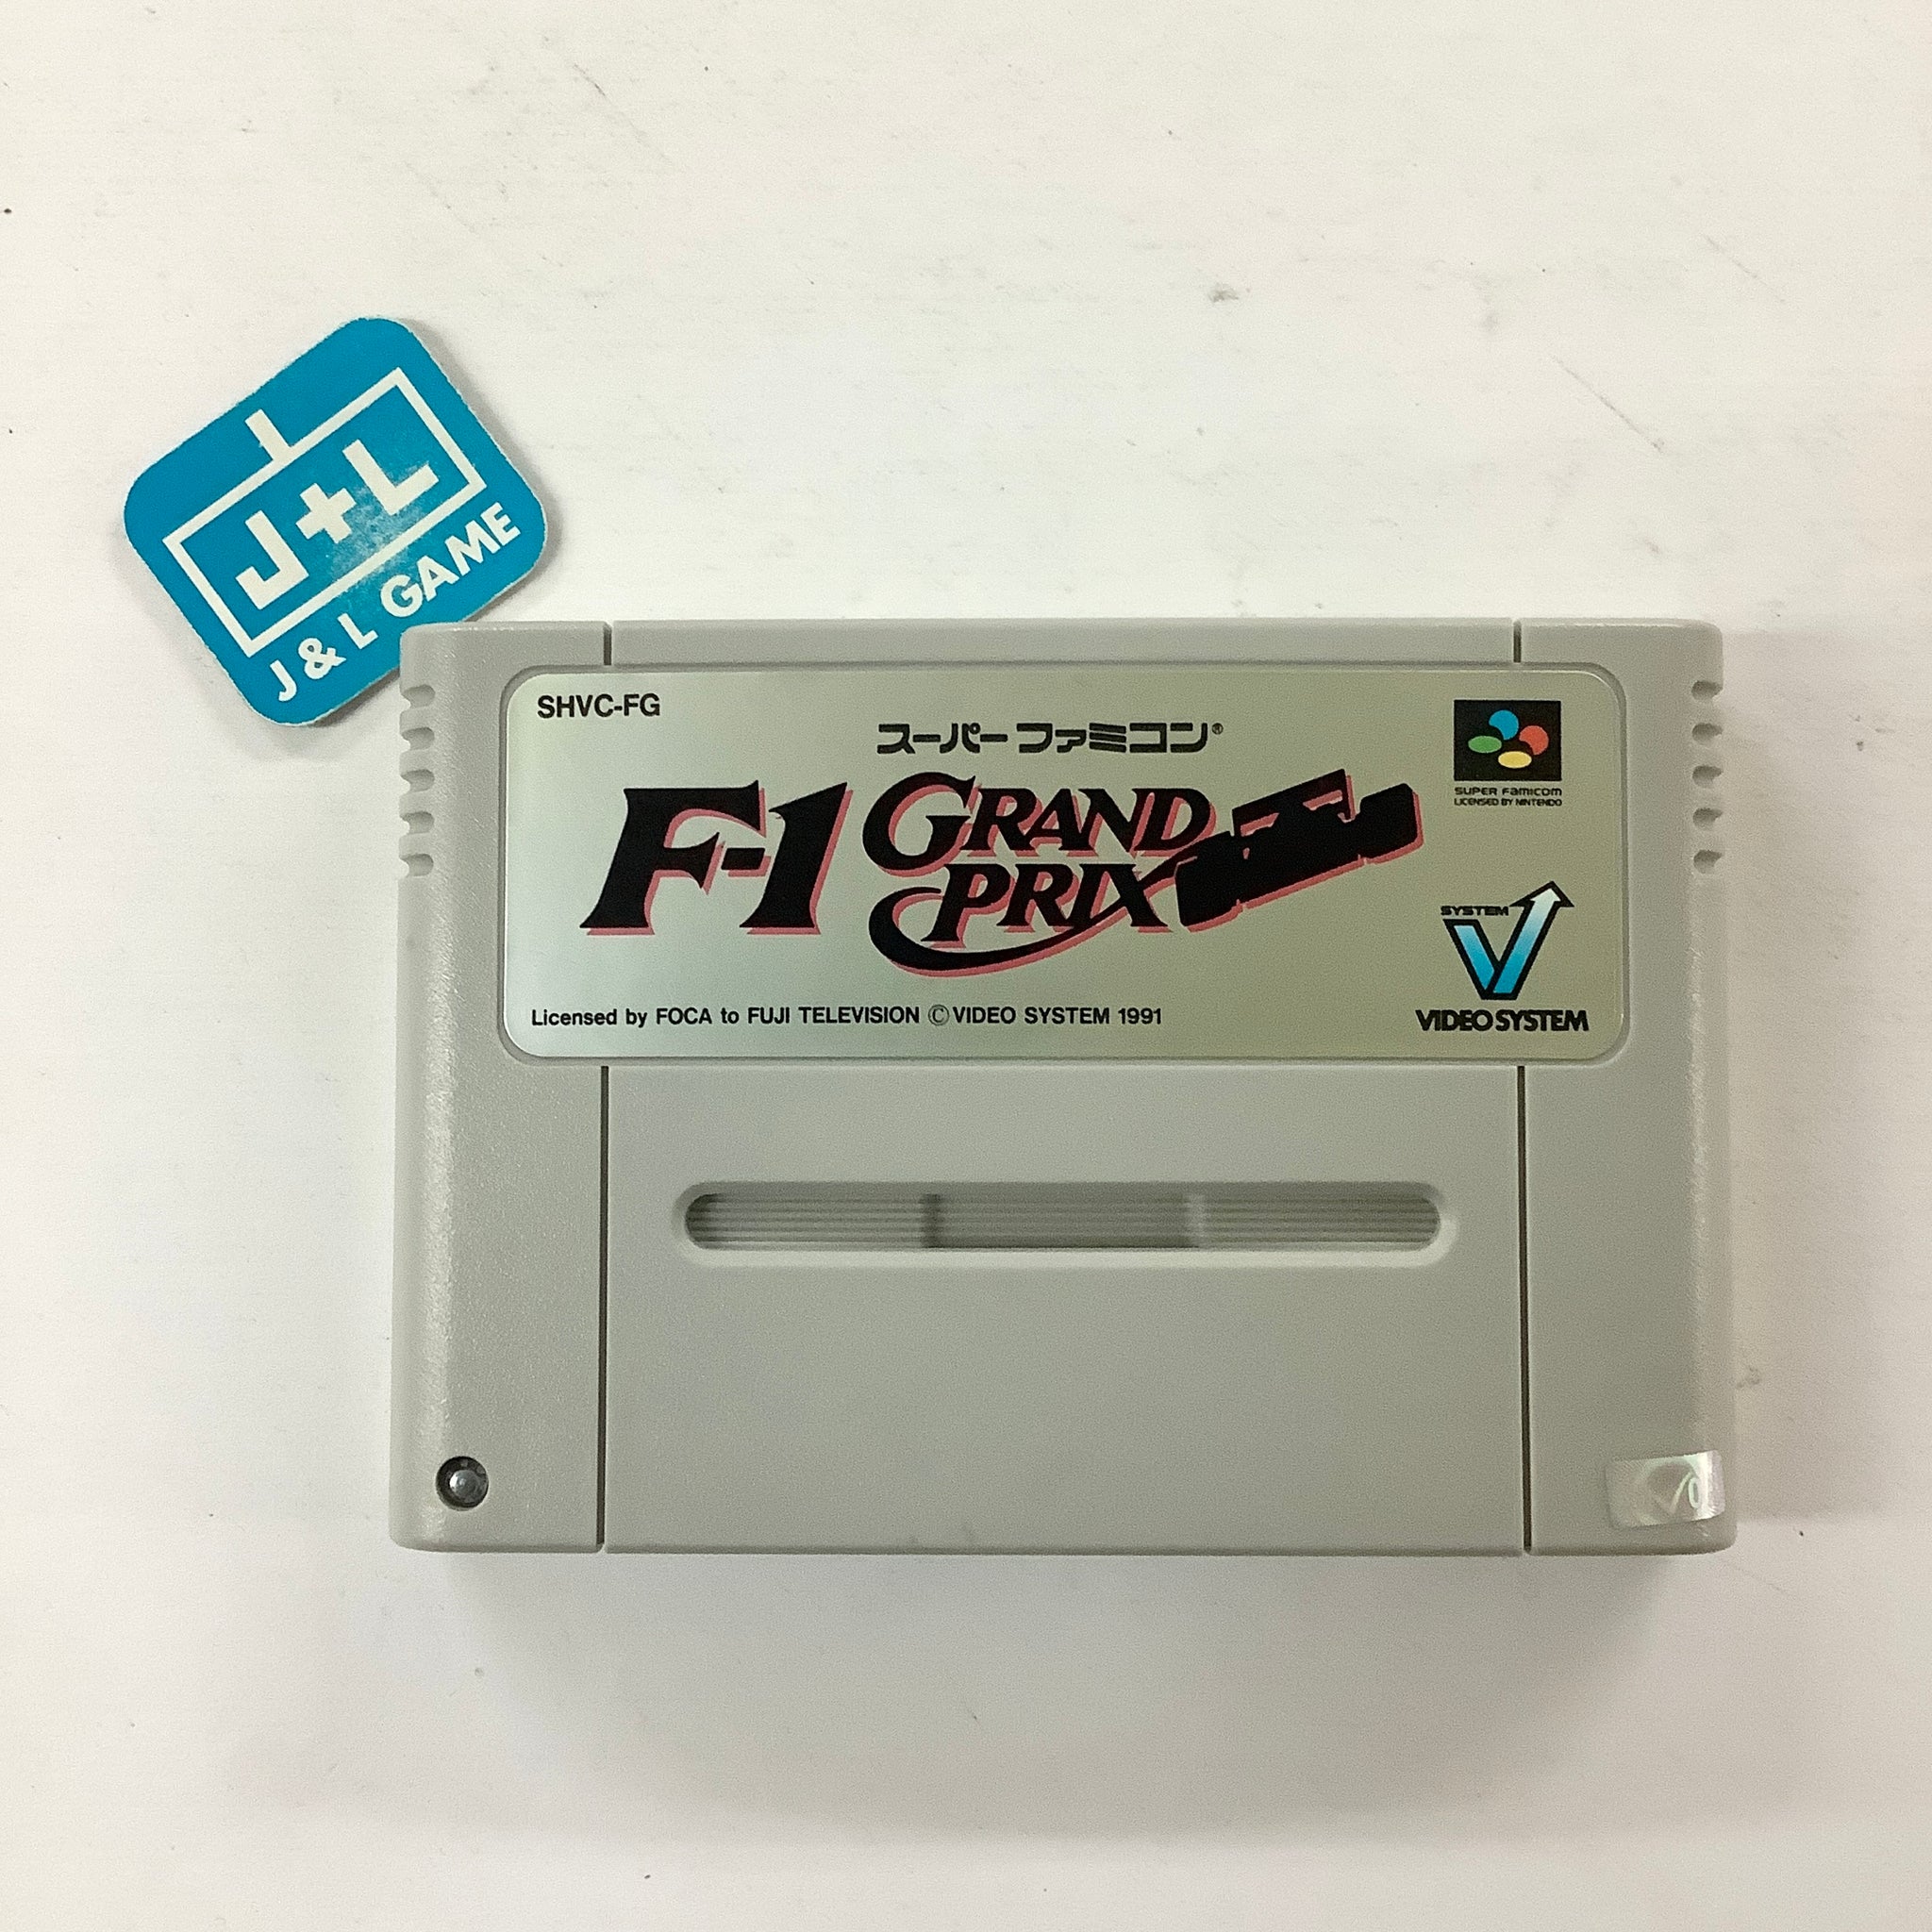 J+L
J & L GAME
SHVC-FG
スーパーファミコン®
F-1 GRAND PRIX
SUPER FAMICOM
LICENSED BY NINTENDO
SYSTEM
VIDEO SYSTEM
Licensed by FOCA to FUJI TELEVISION ©VIDEO SYSTEM 1991